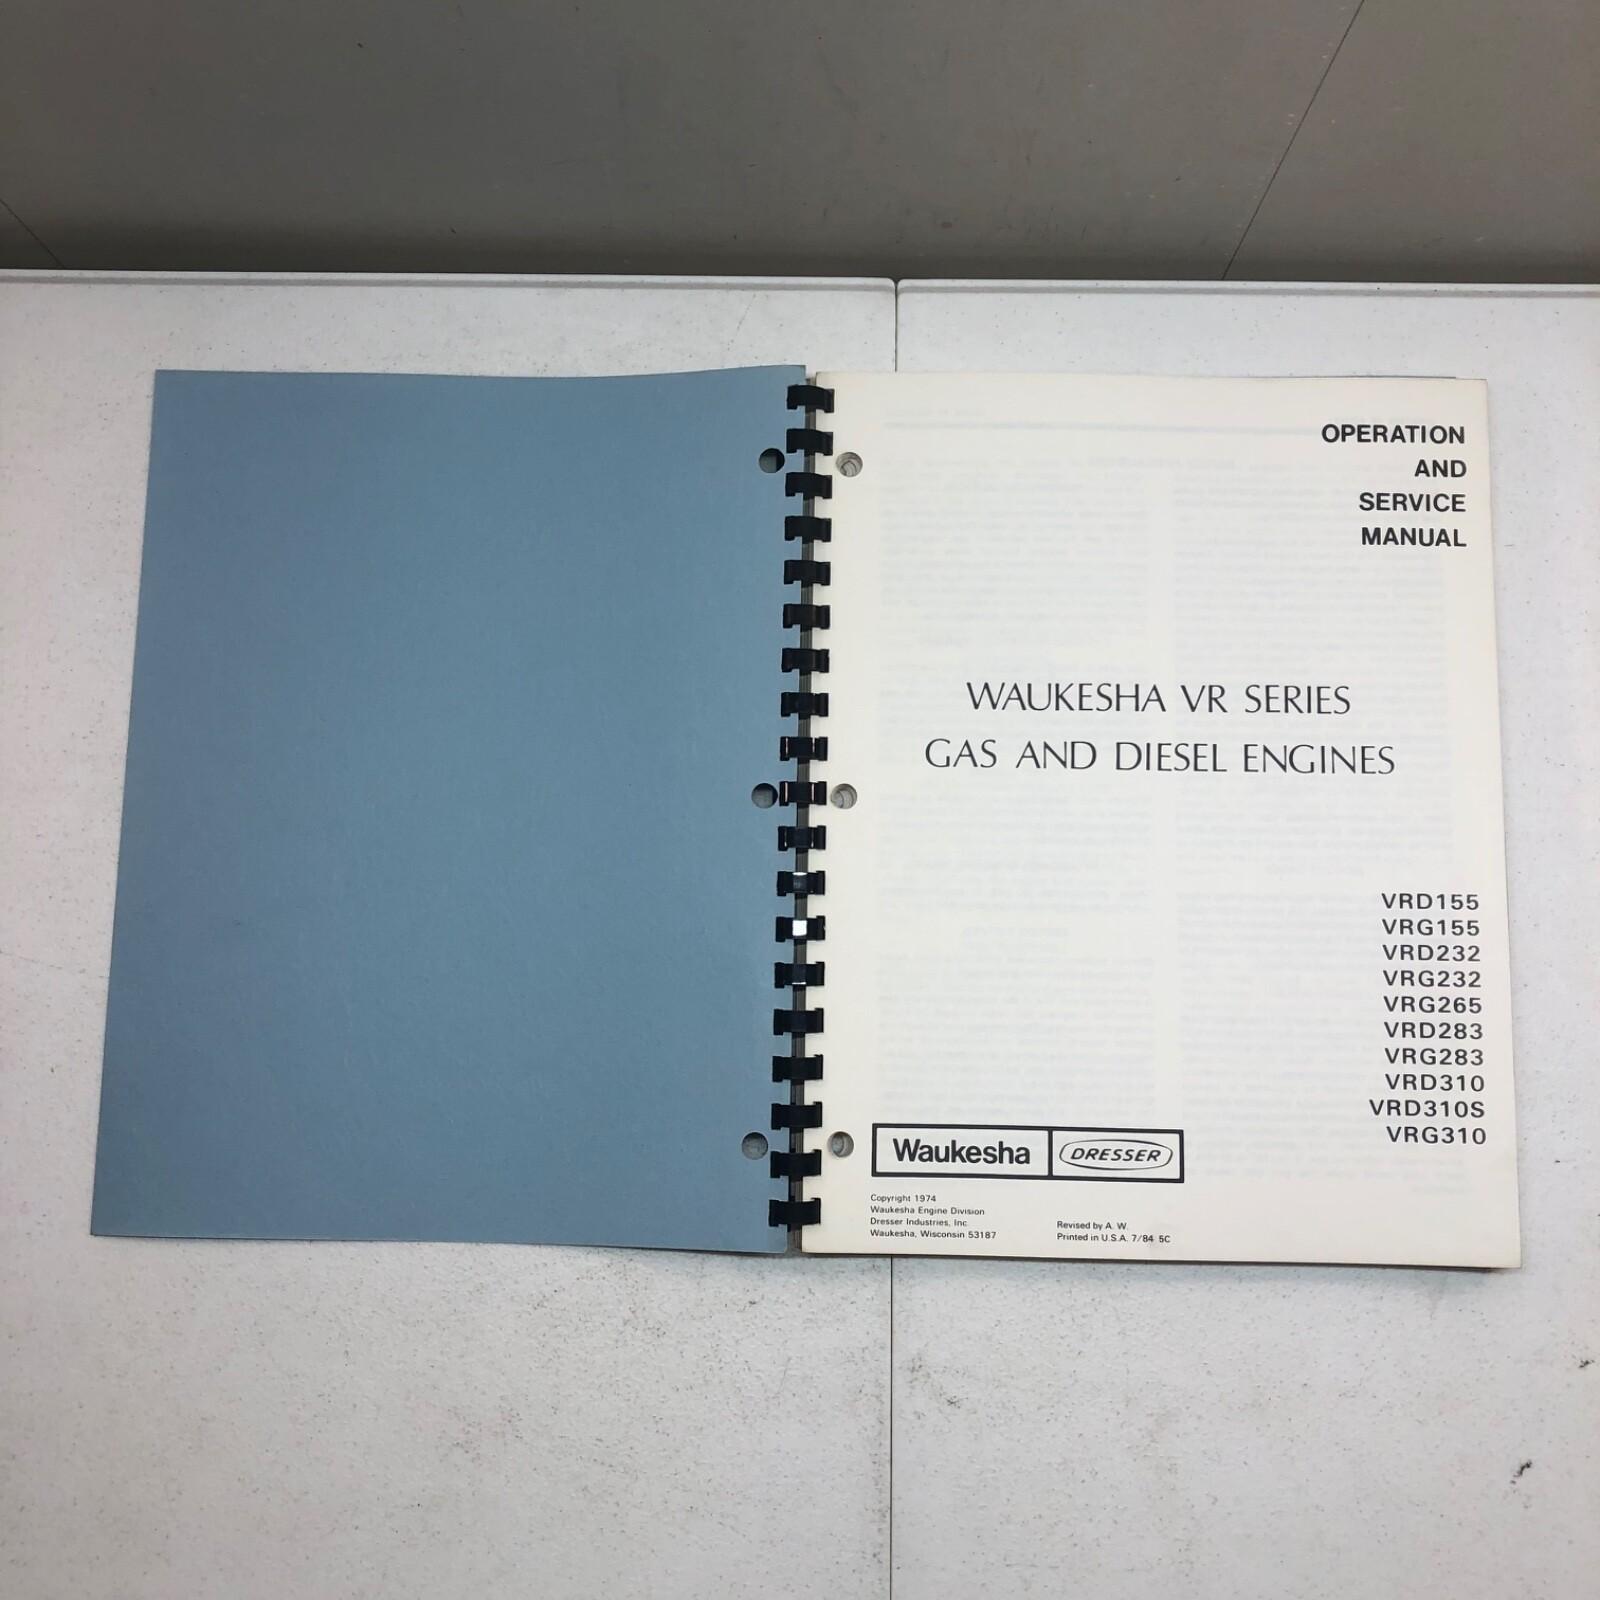 OPERATION
AND
SERVICE
MANUAL
WAUKESHA VR SERIES
GAS AND DIESEL ENGINES
VRD155
VRG155
VRD232
VRG232
VRG265
VRD283
VRG283
VRD310
VRD310S
VRG310
Waukesha DRESSER
Copyright 1974
Waukesha Engine Division
Dresser Industries, Inc.
Waukesha, Wisconsin 53187
Revised by A. W.
Printed in U.S.A. 7/84 5C